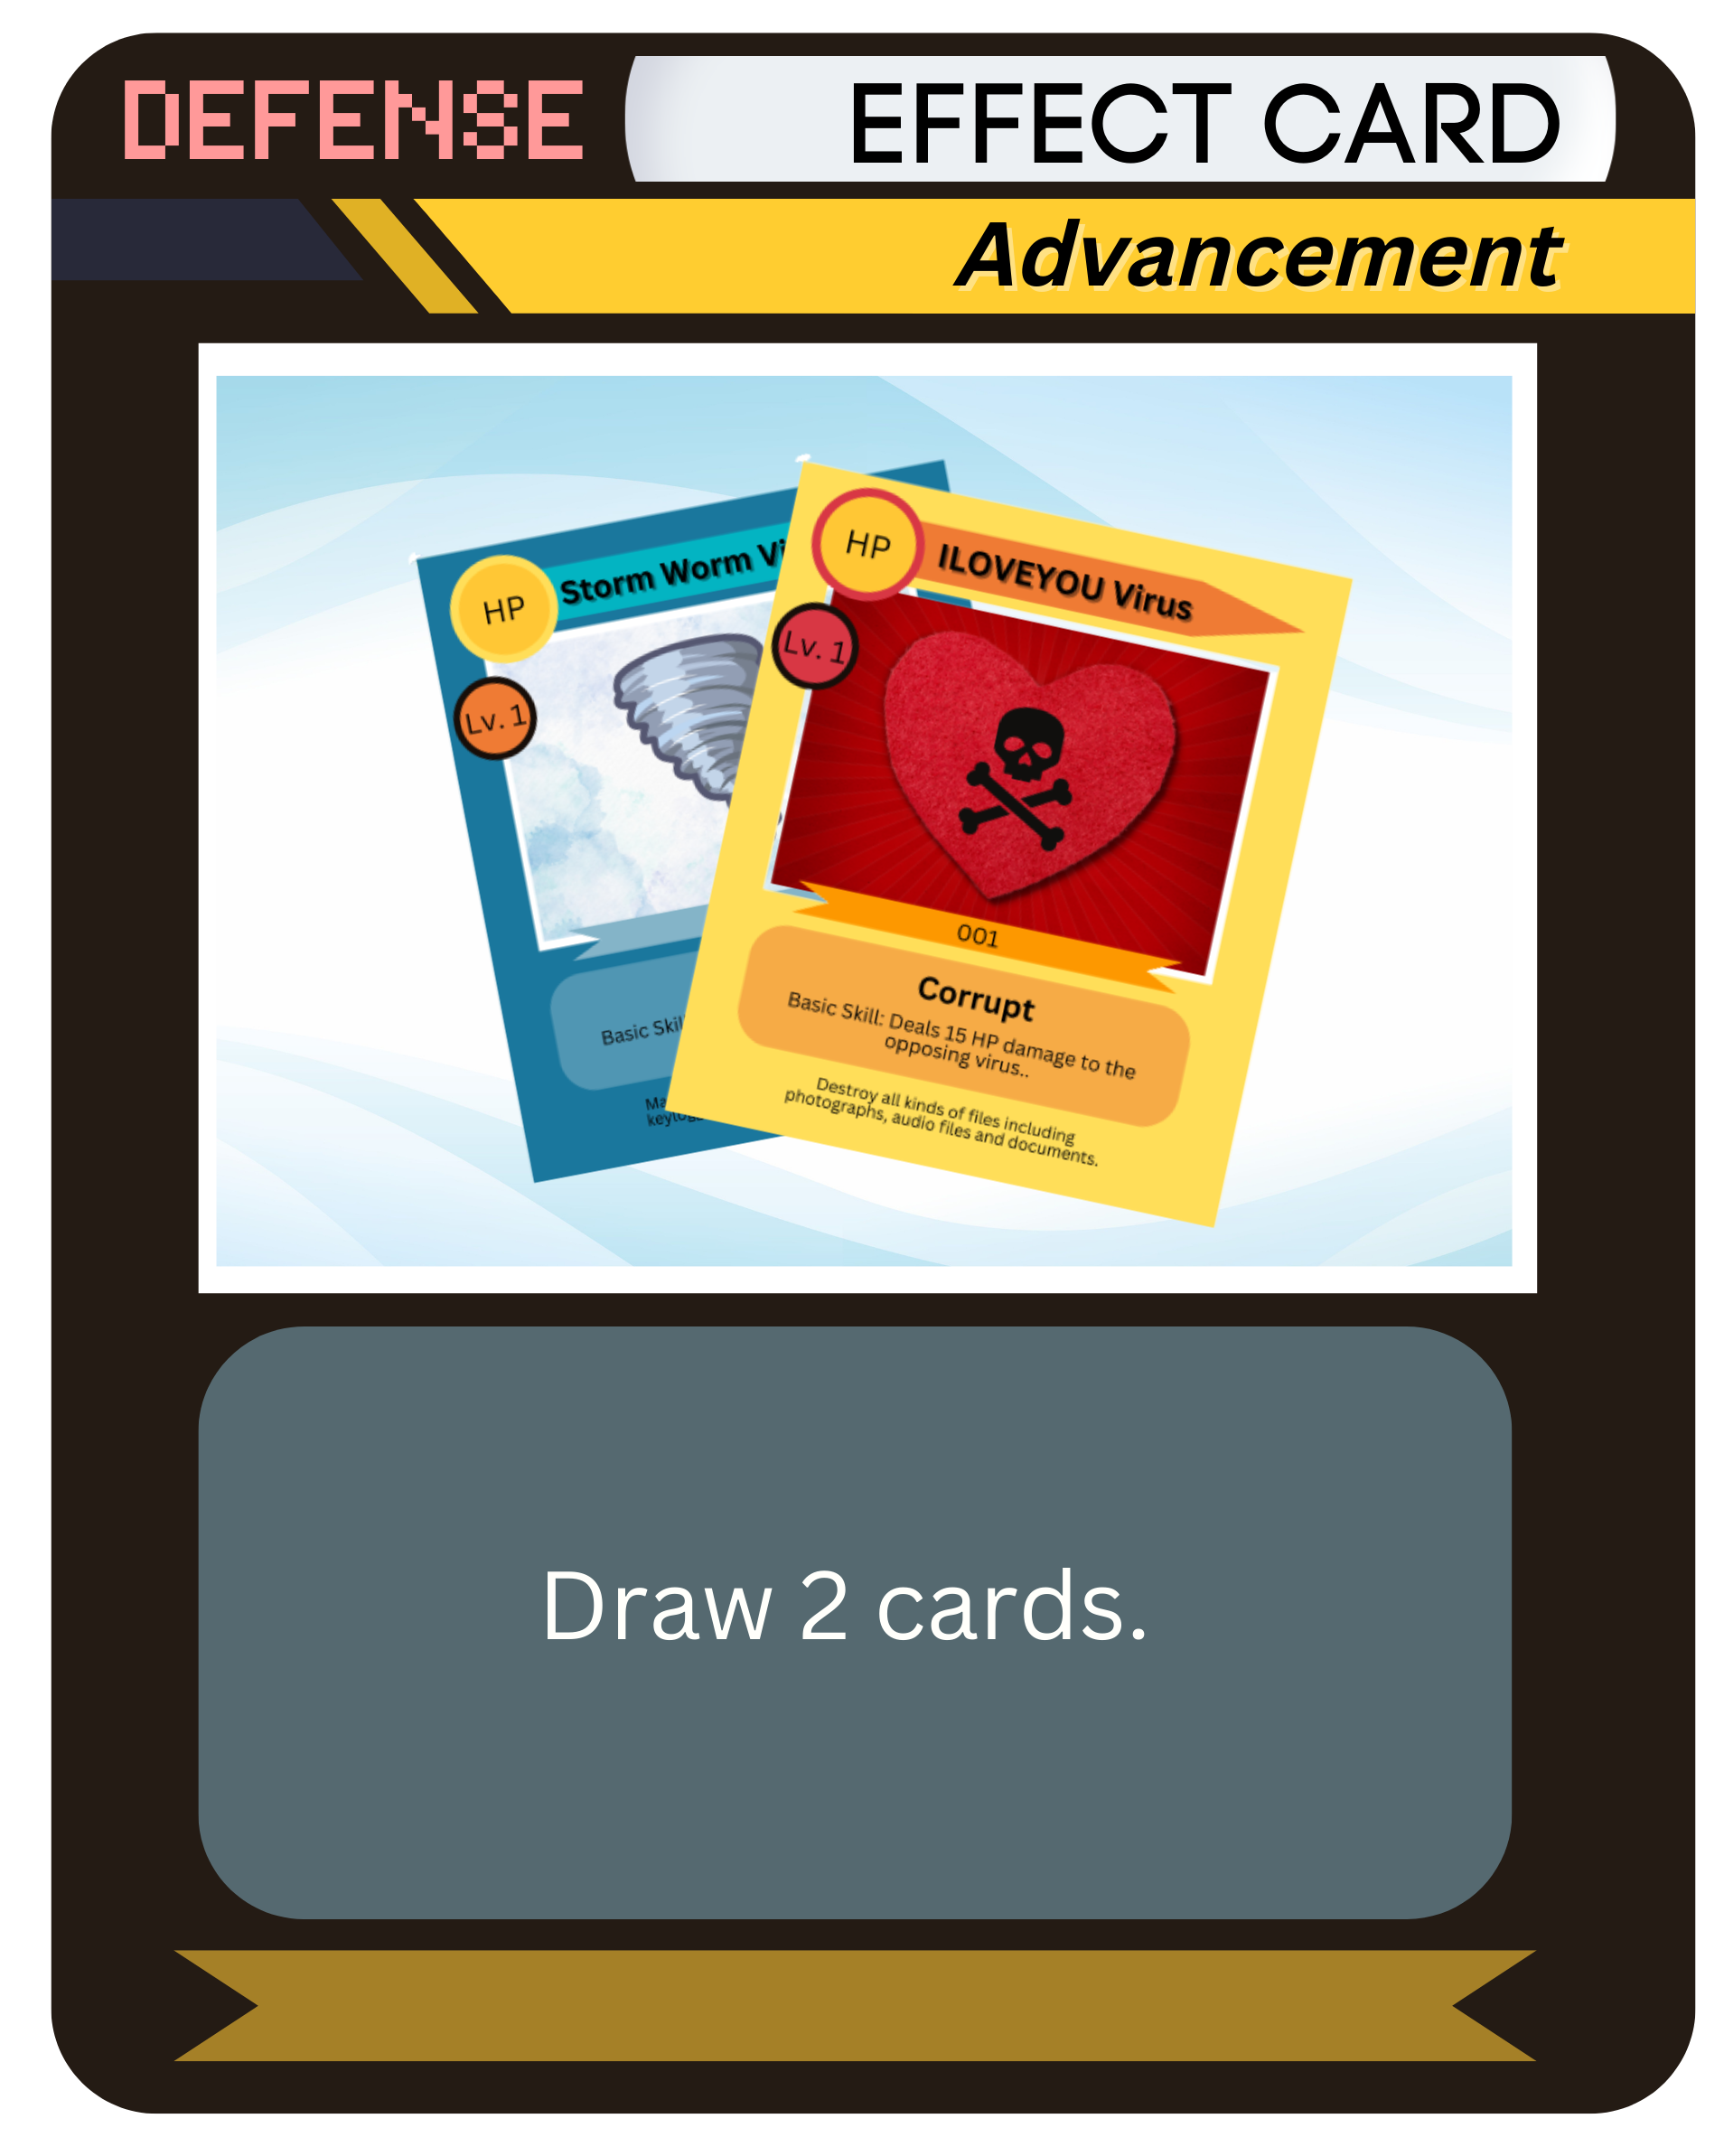 DEFENSE
EFFECT CARD
Advancement
HP
Storm Worm
Lv. 1
Basic
HP
ILOVEYOU Virus
Lv. 1
001
Corrupt
Basic Skill: Deals 15 HP damage to the
opposing virus..
Destroy all kinds of files including
photographs, audio files and documents.
Draw 2 cards.